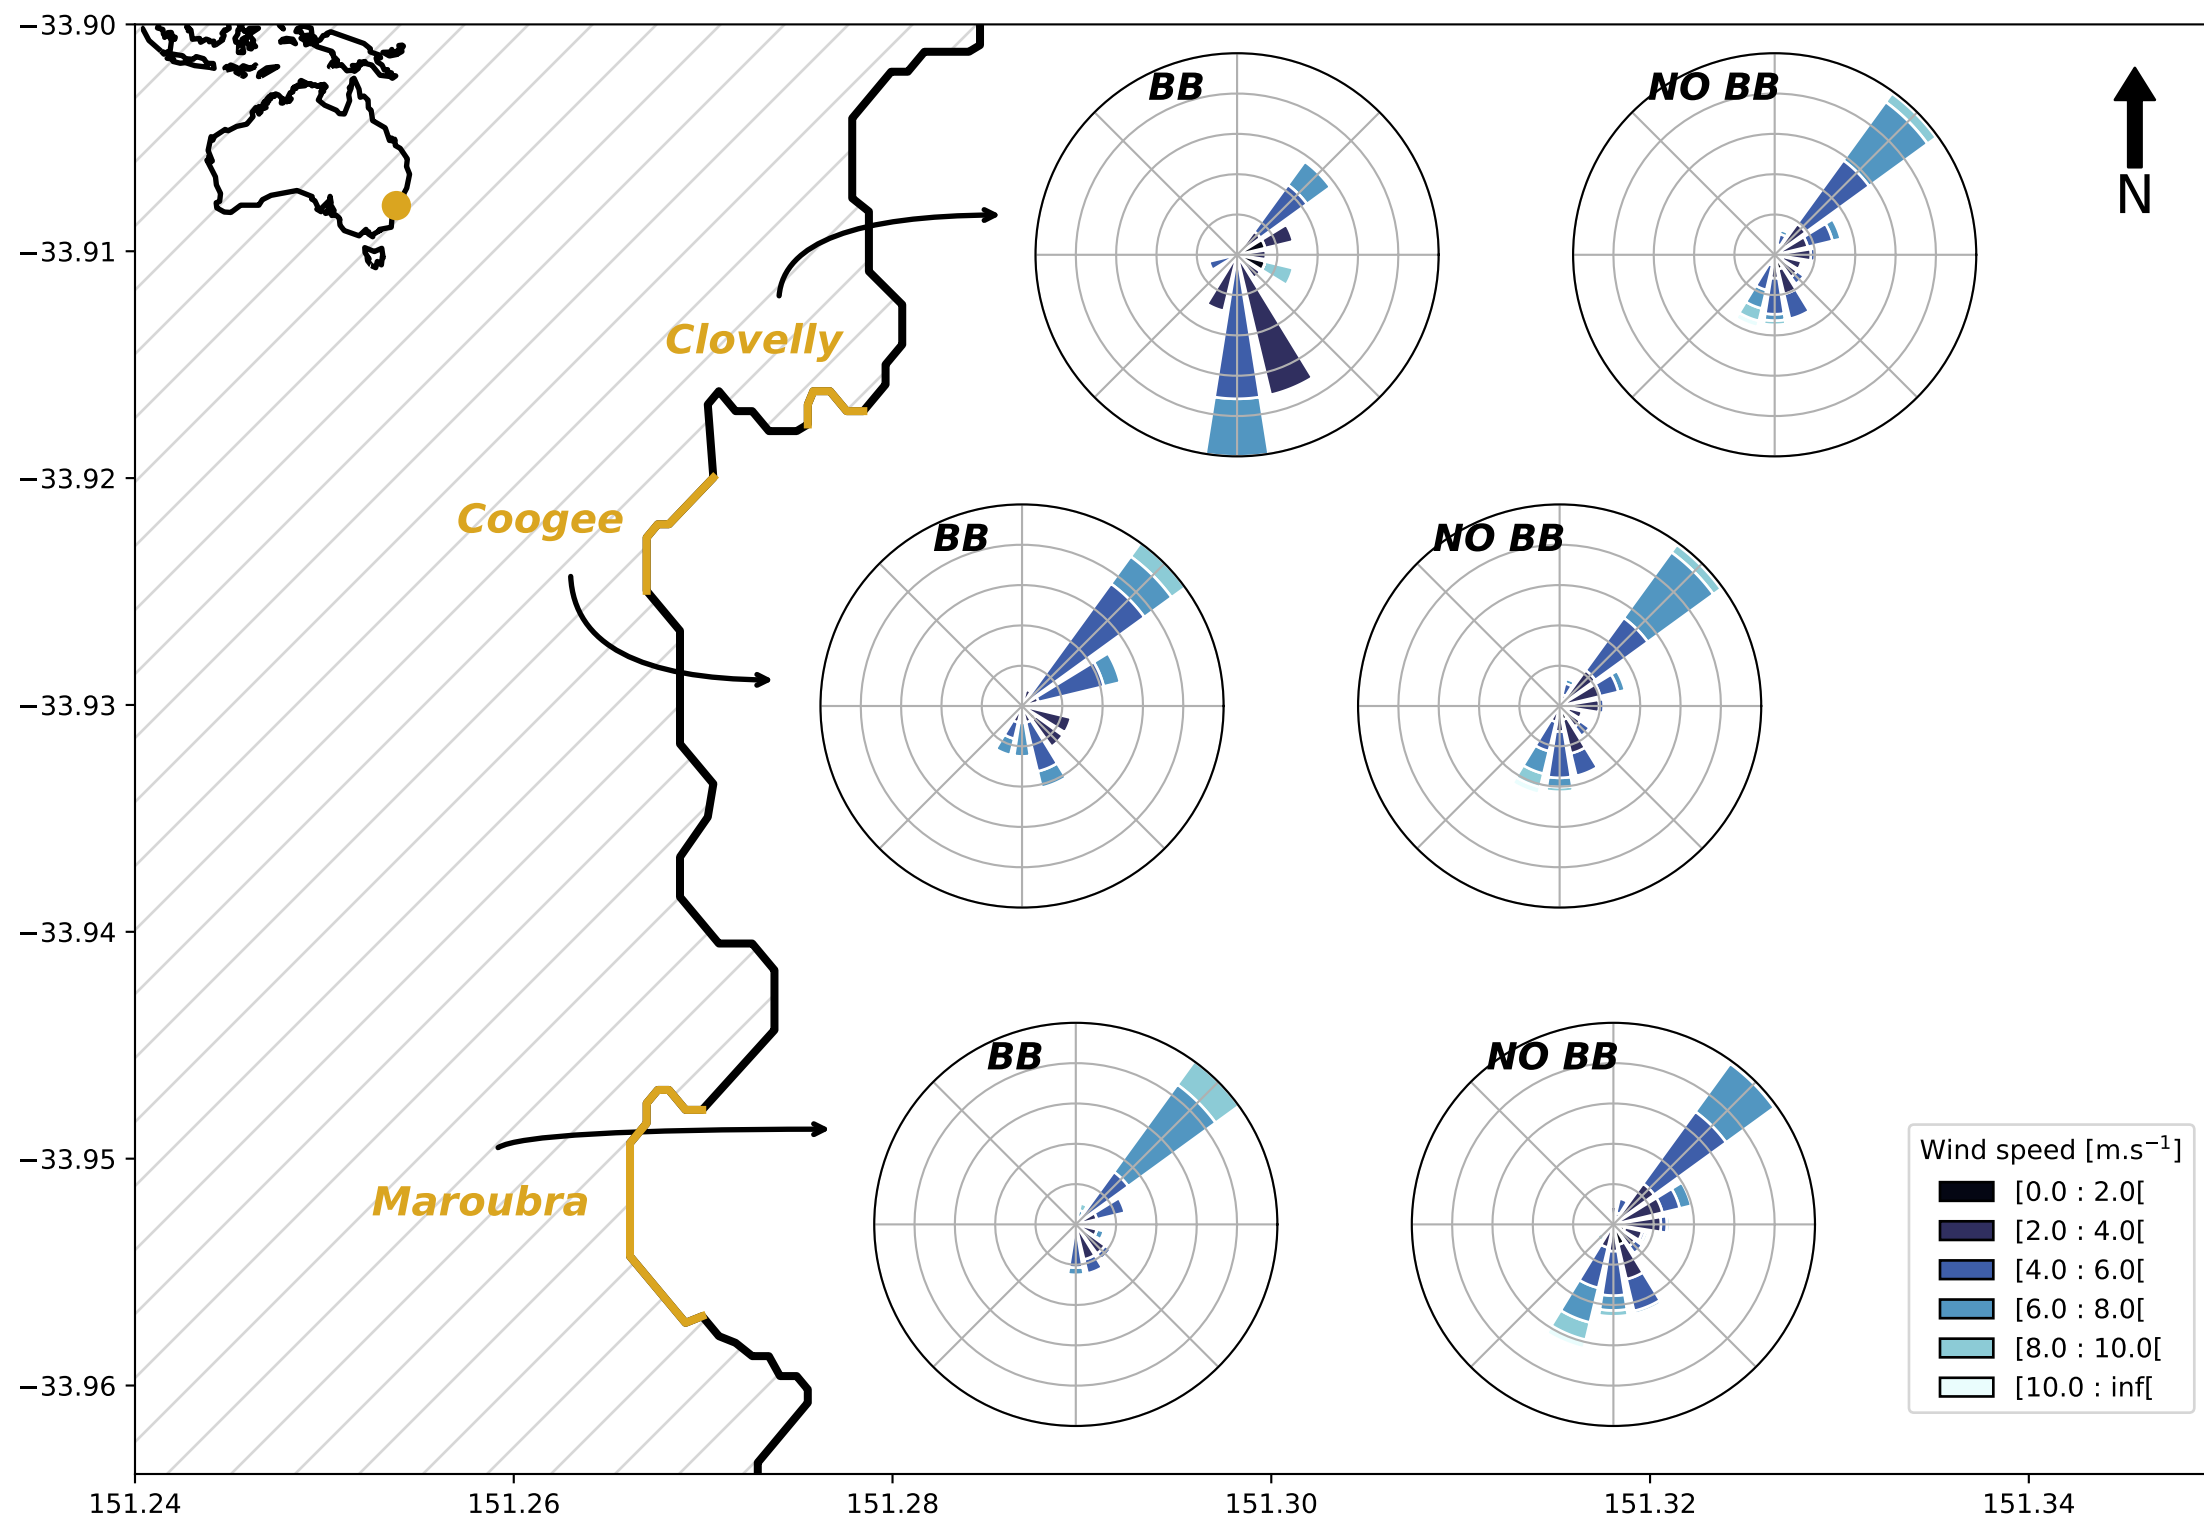 −33.90
−33.91
−33.92
−33.93
−33.94
−33.95
−33.96
151.24
151.26
151.28
151.30
151.32
151.34
BB
NO BB
N
Clovelly
Coogee
BB
NO BB
Maroubra
BB
NO BB
Wind speed [m.s⁻¹]
[0.0 : 2.0[
[2.0 : 4.0[
[4.0 : 6.0[
[6.0 : 8.0[
[8.0 : 10.0[
[10.0 : inf[